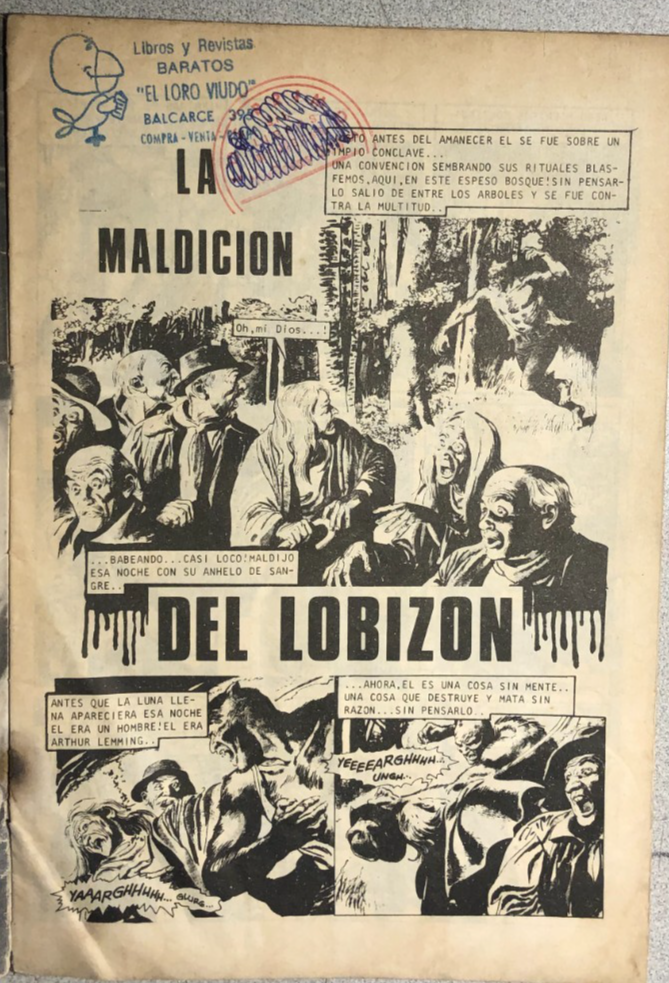 Libros y Revistas
BARATOS
"EL LORO VIUDO"
BALCARCE 39
COMPRA - VENTA -
LA
MALDICION
ANTES DEL AMANECER EL SE FUE SOBRE UN
CONCLAVE...
UNA CONVENCION SEMBRANDO SUS RITUALES BLAS-
FEMOS,AQUI,EN ESTE ESPESO BOSQUE!SIN PENSAR-
LO SALIO DE ENTRE LOS ARBOLES Y SE FUE CON-
TRA LA MULTITUD..
Oh,mi Dios...!
...BABEANDO...CASI LOCO!MALDIJO
ESA NOCHE CON SU ANHELO DE SAN-
GRE..
DEL LOBIZON
ANTES QUE LA LUNA LLE-
NA APARECIERA ESA NOCHE
EL ERA UN HOMBRE!EL ERA
ARTHUR LEMMING..
YAAARGHHHHH... GLURG...
...AHORA,EL ES UNA COSA SIN MENTE..
UNA COSA QUE DESTRUYE Y MATA SIN
RAZON...SIN PENSARLO..
YEEEEARGHHHH...
UNGH...